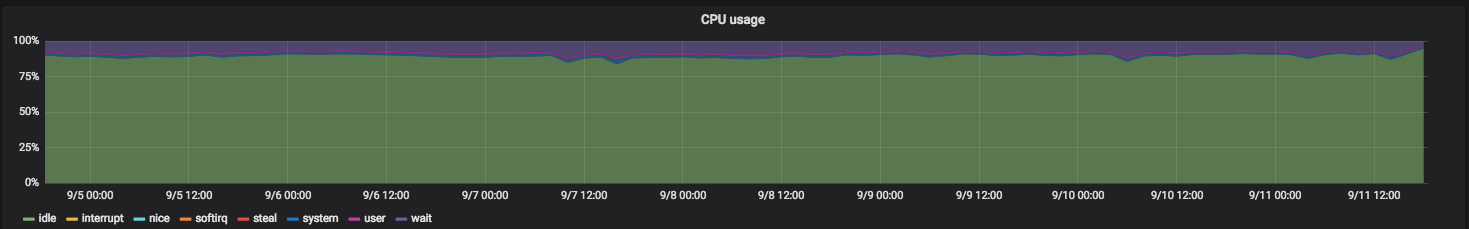 CPU usage
100%
75%
50%
25%
0%
9/5 00:00 9/5 12:00 9/6 00:00 9/6 12:00 9/7 00:00 9/7 12:00 9/8 00:00 9/8 12:00 9/9 00:00 9/9 12:00 9/10 00:00 9/10 12:00 9/11 00:00 9/11 12:00
idle interrupt nice softirq steal system user wait